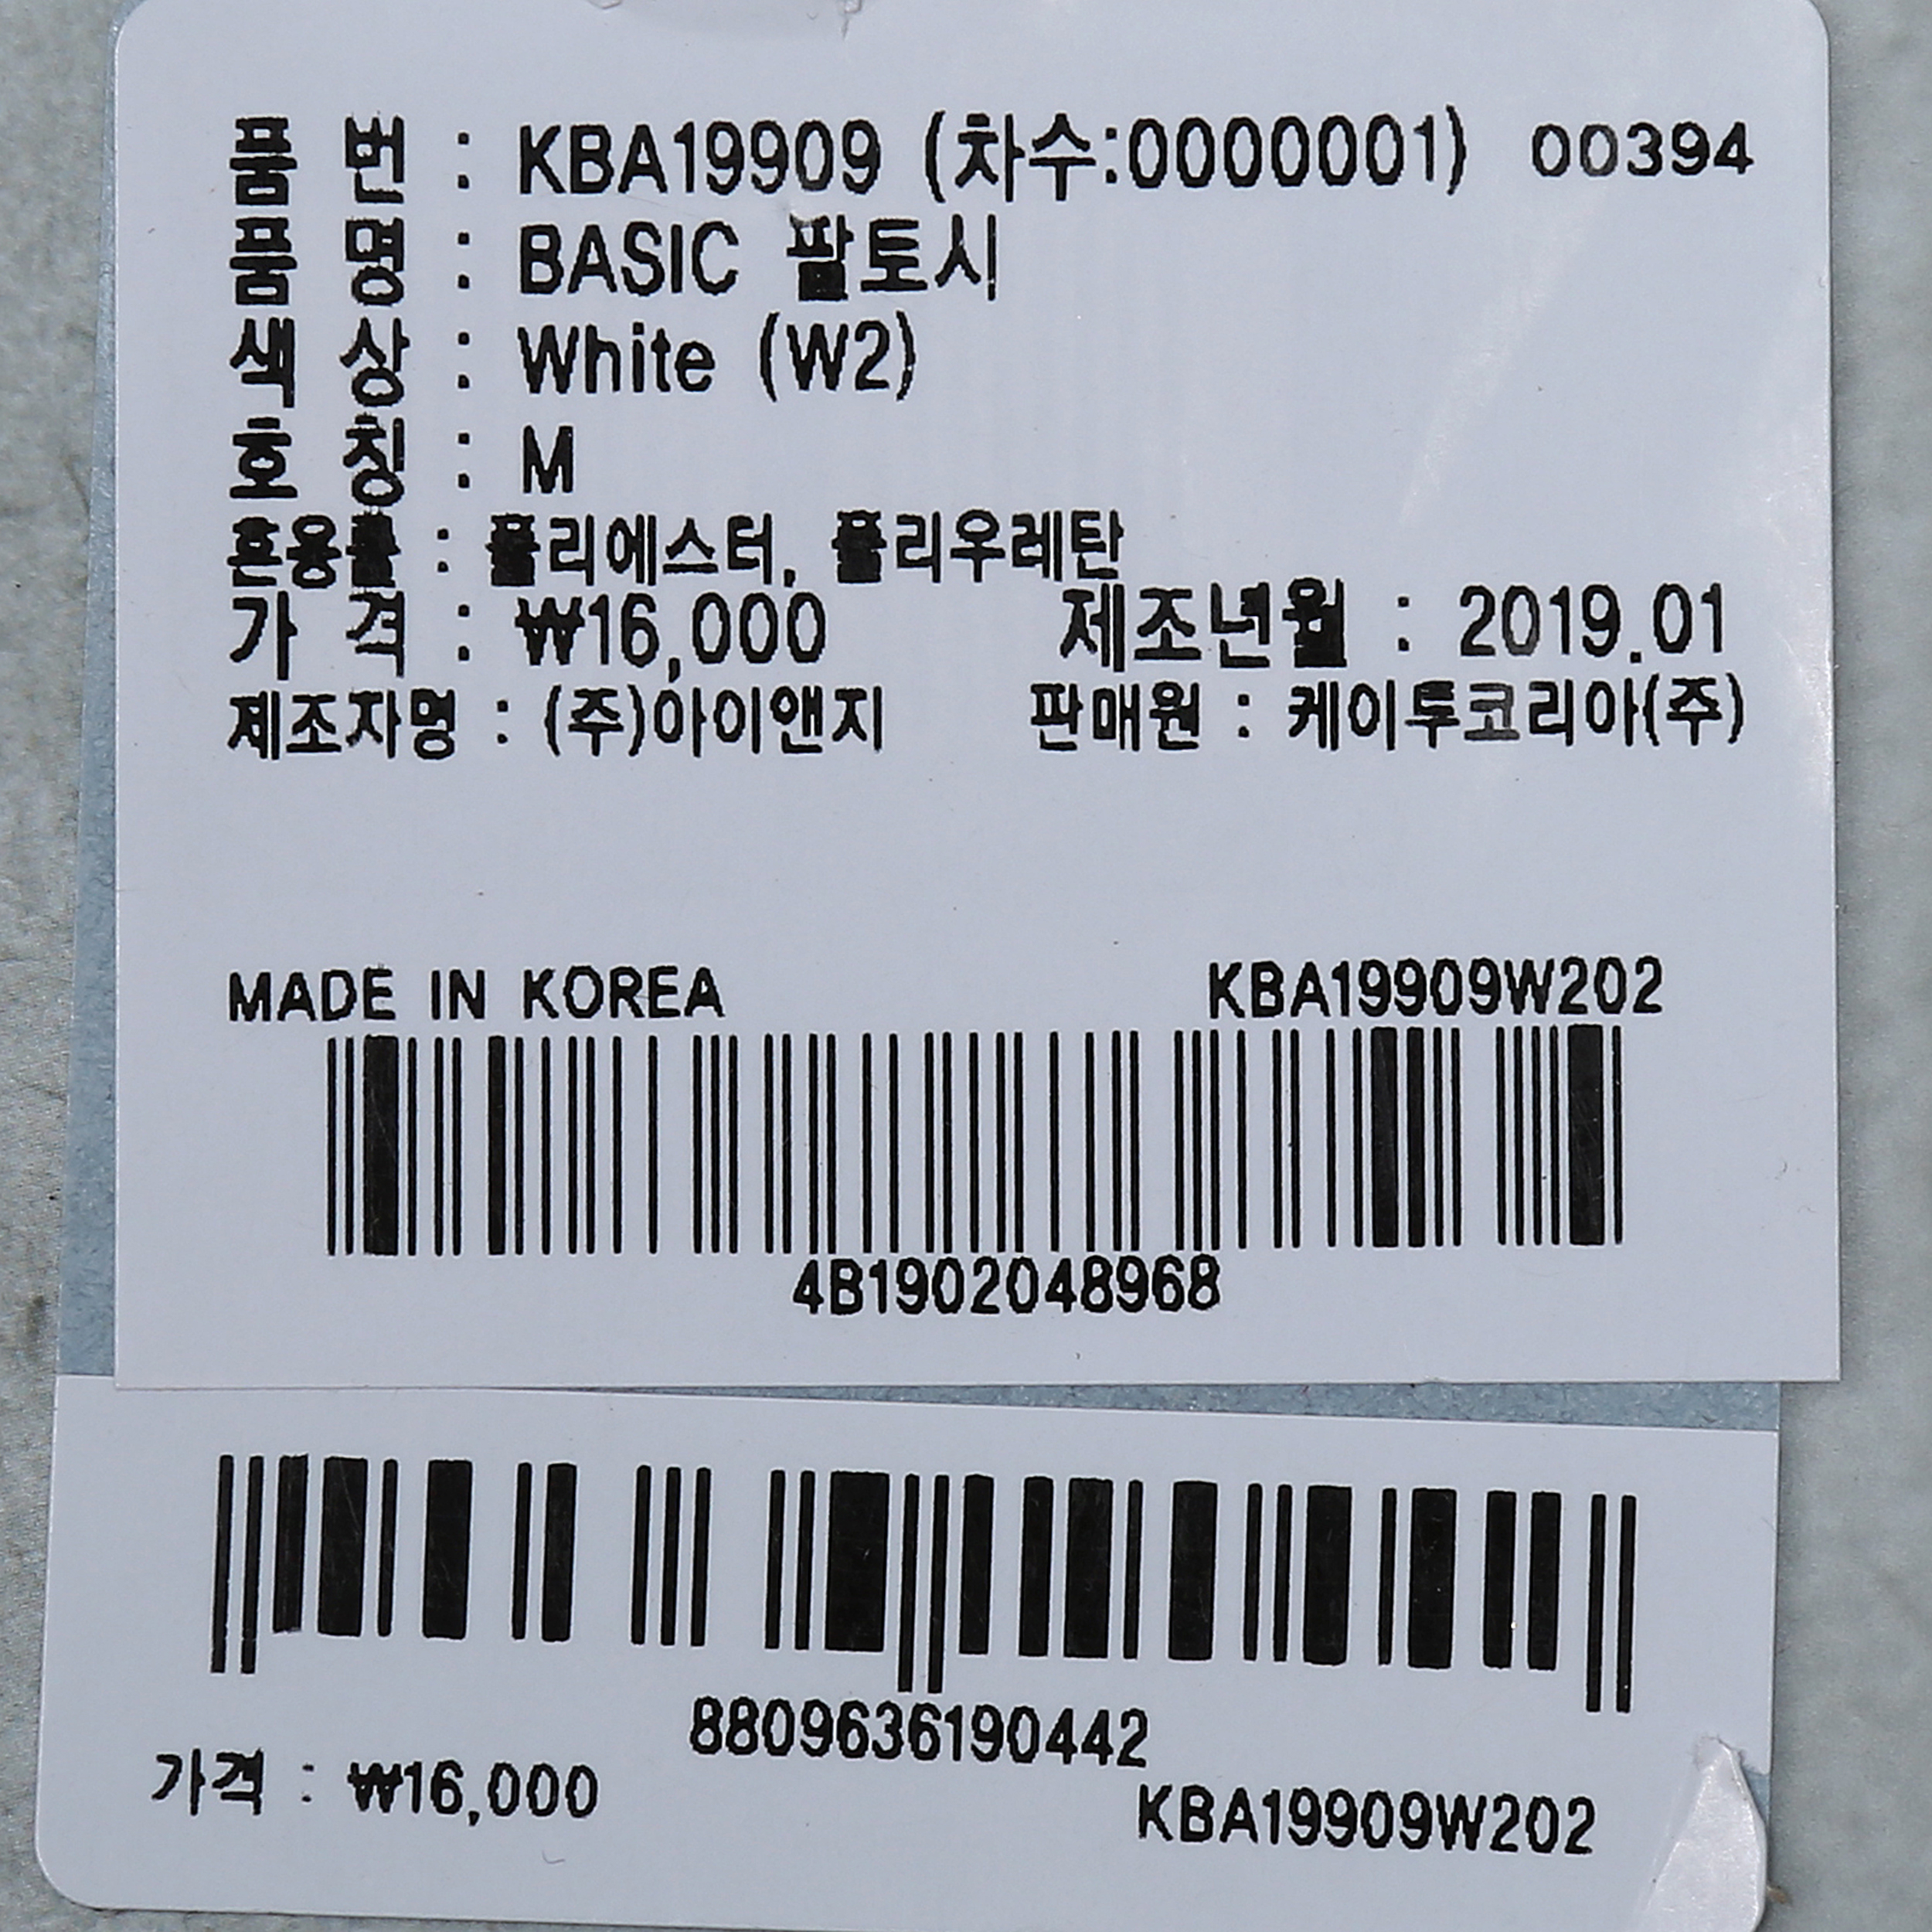 품 번 : KBA19909 (차수:0000001) 00394
품 명 : BASIC 팔토시
색 상 : White (W2)
호 칭 : M
혼용률 : 폴리에스터, 폴리우레탄
가 격 : ₩16,000 제조년월 : 2019.01
제조자명 : (주)아이앤지 판매원 : 케이투코리아(주)
MADE IN KOREA KBA19909W202
4B1902048968
8809636190442
가격 : ₩16,000 KBA19909W202